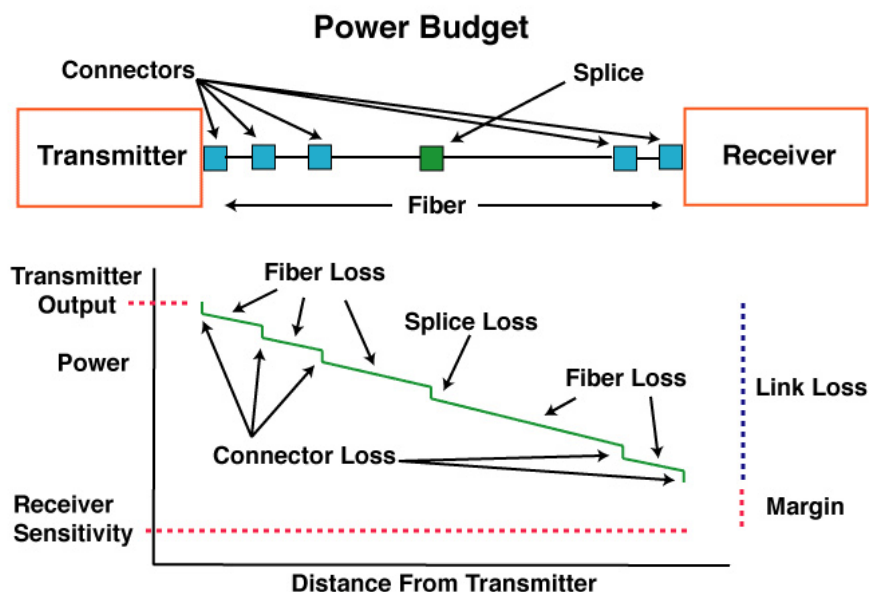 Power Budget
Connectors
Splice
Transmitter
Receiver
Fiber
Transmitter
Output
Fiber Loss
Splice Loss
Power
Fiber Loss
Link Loss
Connector Loss
Receiver
Sensitivity
Margin
Distance From Transmitter